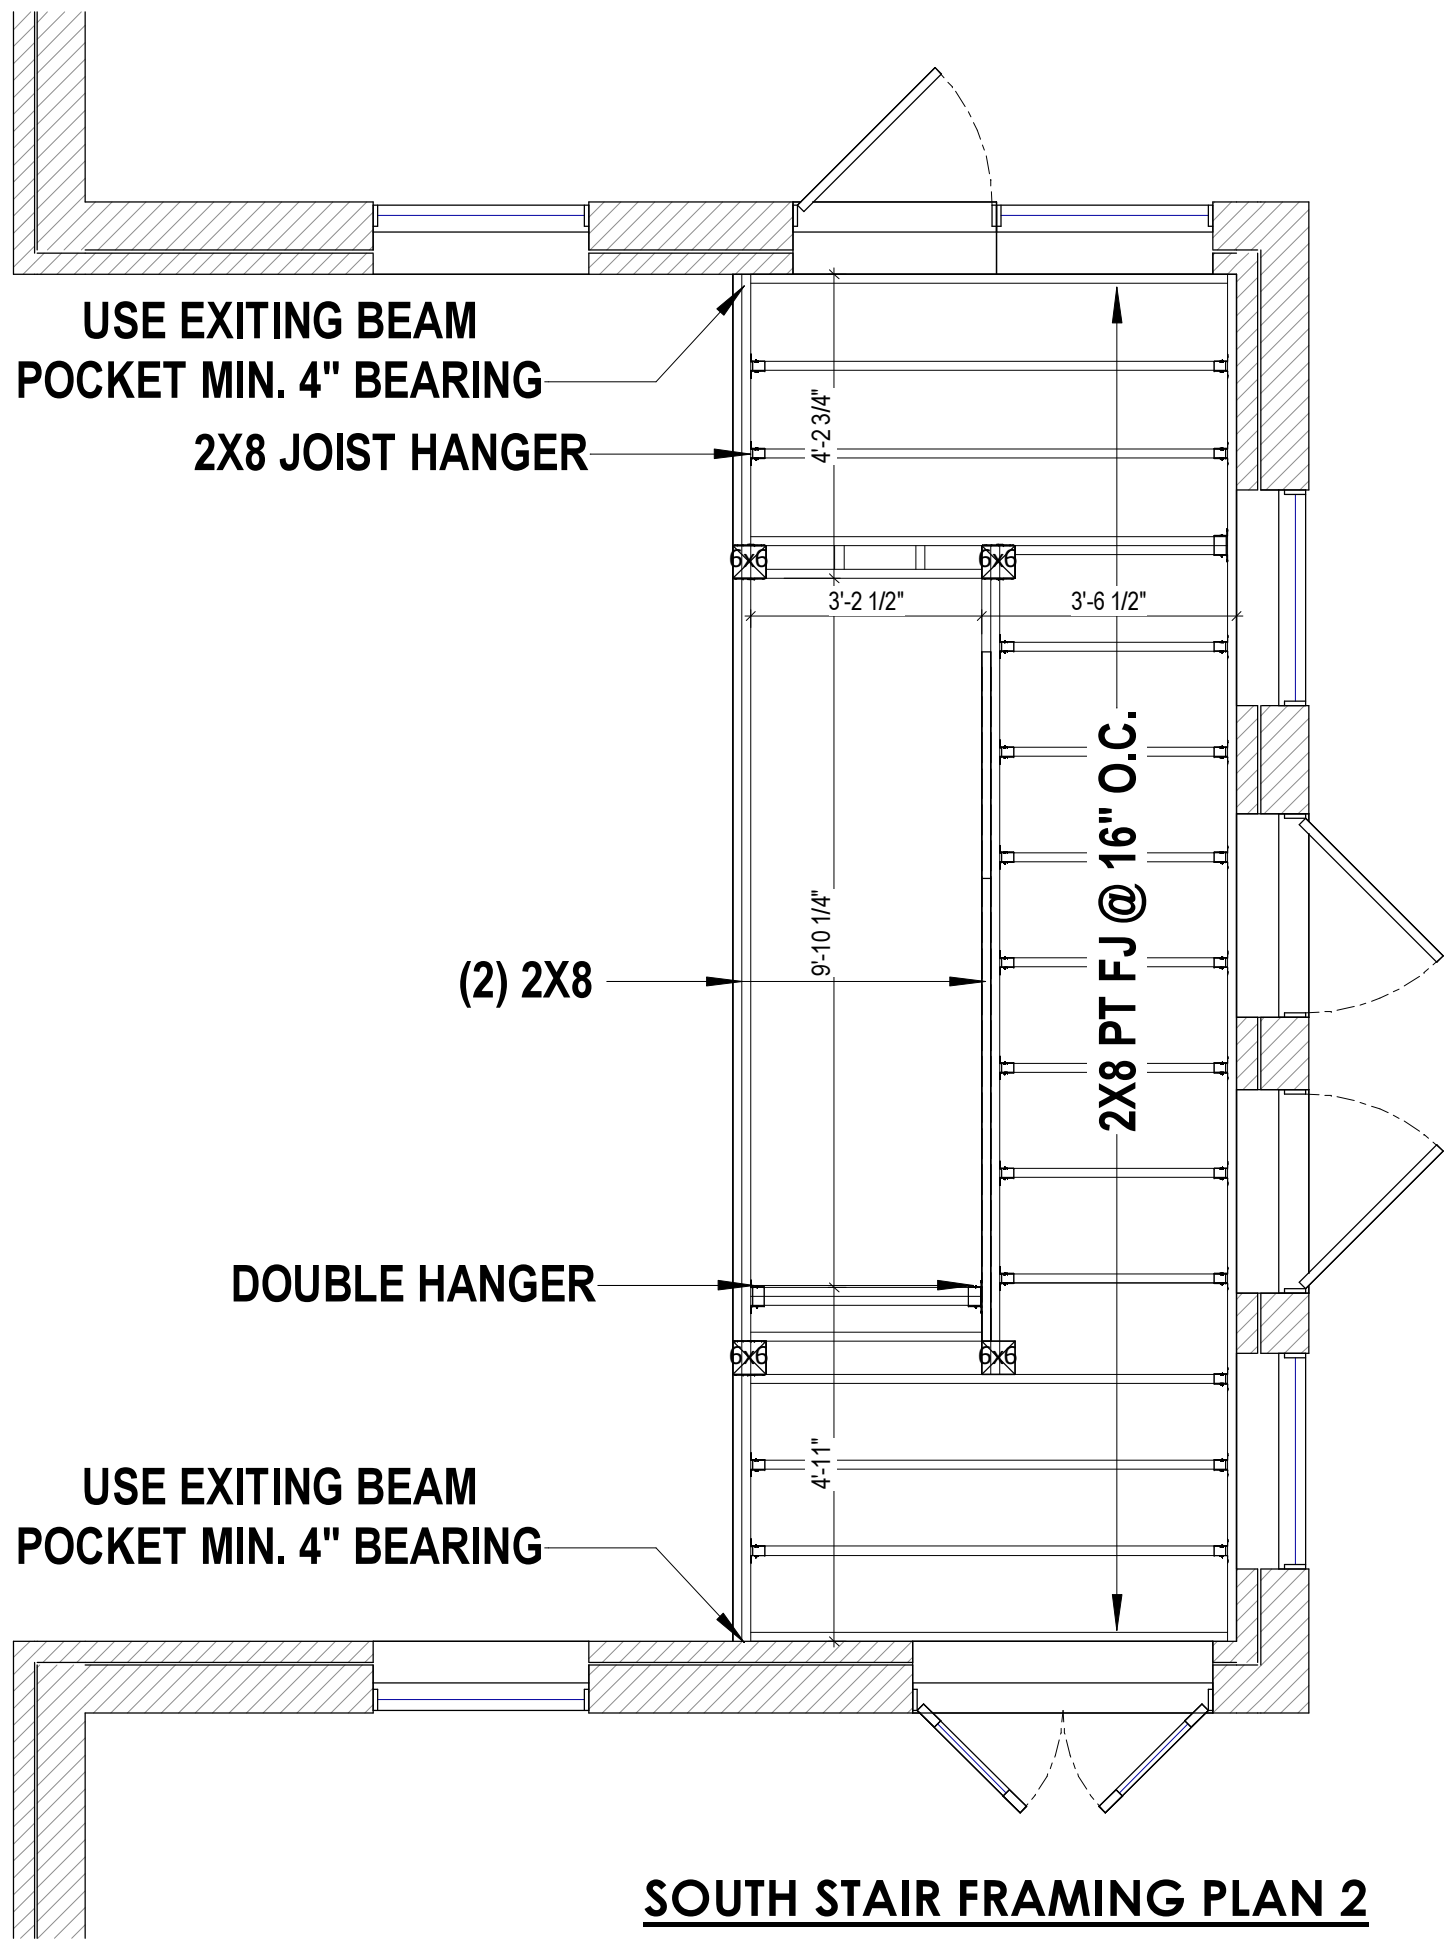 USE EXITING BEAM
POCKET MIN. 4" BEARING
4'-2 3/4"
2X8 JOIST HANGER
6x6
6x6
3'-2 1/2"
3'-6 1/2"
2X8 PT FJ @ 16" O.C.
9'-10 1/4"
(2) 2X8
DOUBLE HANGER
6x6
6x6
4'-11"
USE EXITING BEAM
POCKET MIN. 4" BEARING
SOUTH STAIR FRAMING PLAN 2